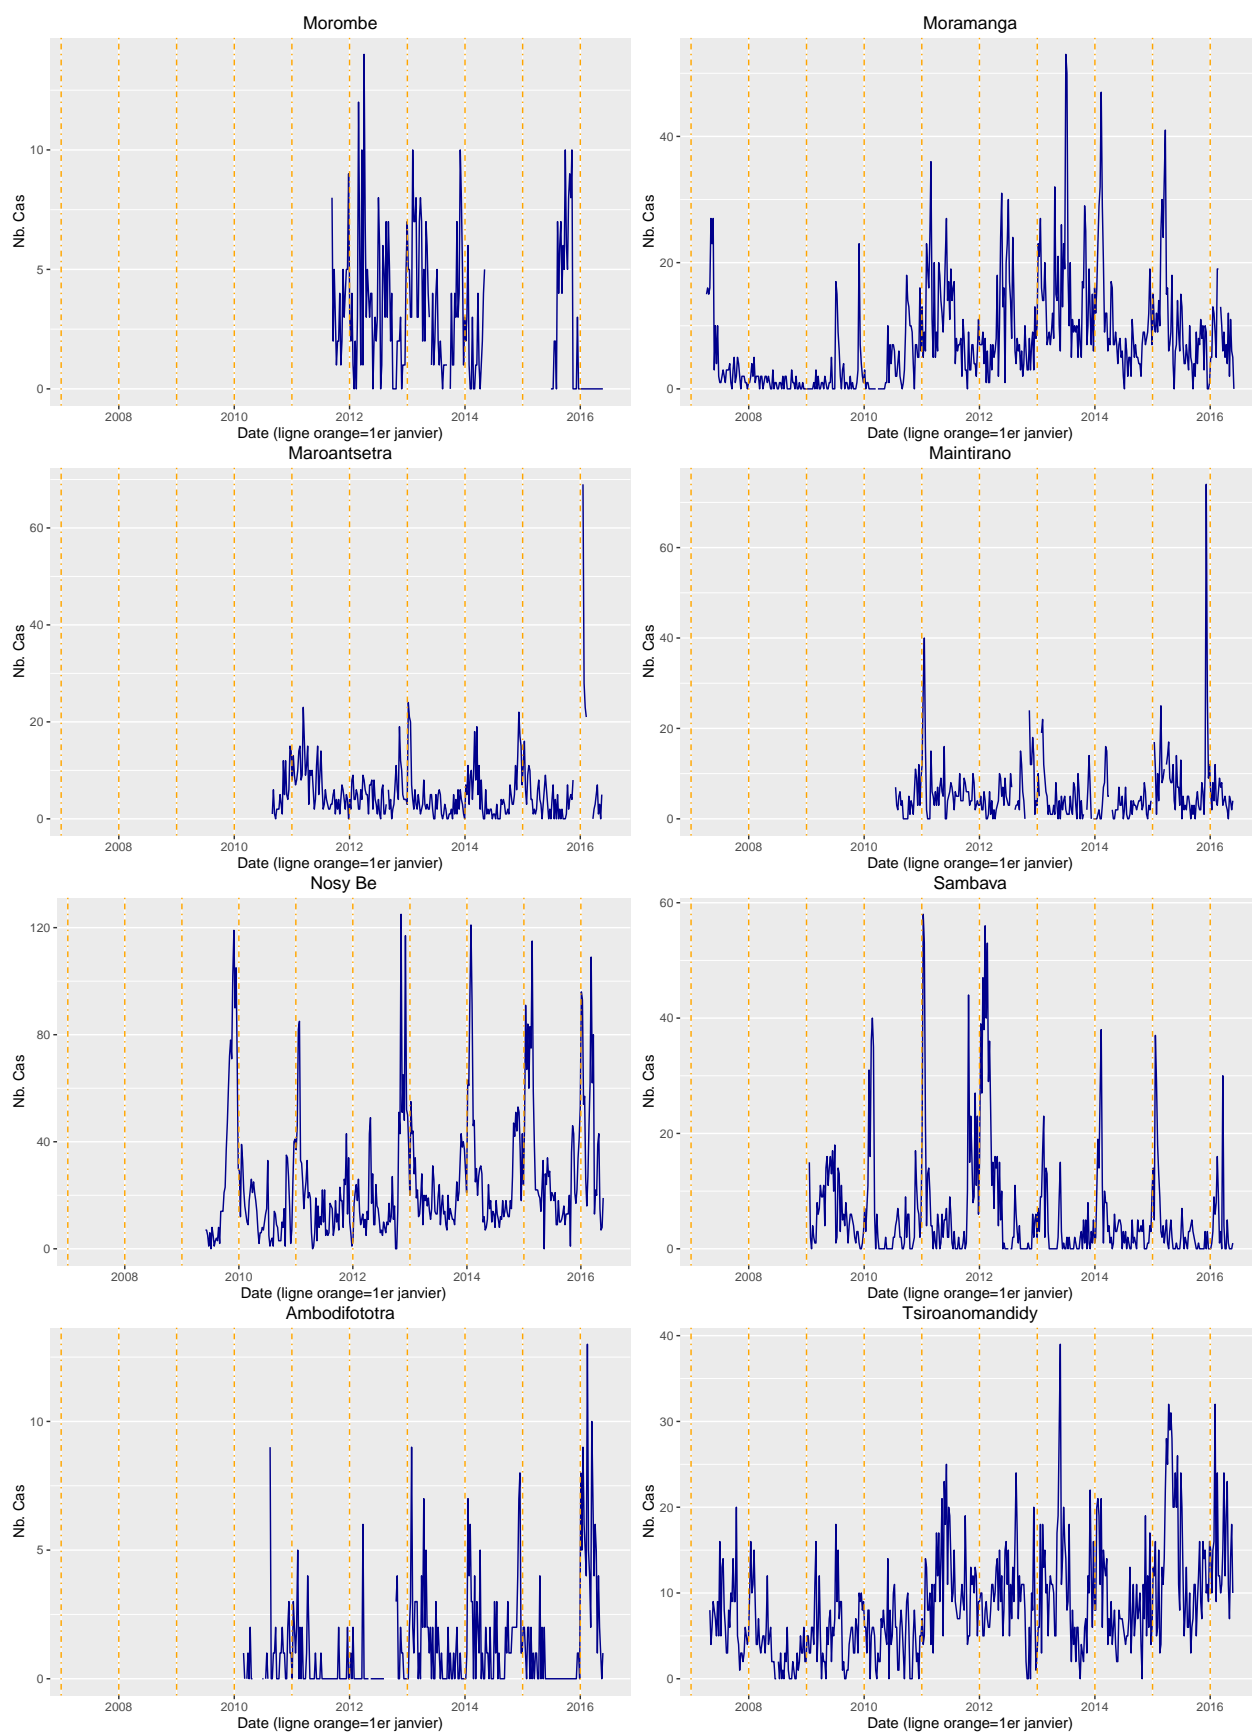 Morombe
Nb. Cas
10
5
0
2008 2010 2012 2014 2016
Date (ligne orange=1er janvier)
Moramanga
Nb. Cas
40
20
0
2008 2010 2012 2014 2016
Date (ligne orange=1er janvier)
Maroantsetra
Nb. Cas
60
40
20
0
2008 2010 2012 2014 2016
Date (ligne orange=1er janvier)
Maintirano
Nb. Cas
60
40
20
0
2008 2010 2012 2014 2016
Date (ligne orange=1er janvier)
Nosy Be
Nb. Cas
120
80
40
0
2008 2010 2012 2014 2016
Date (ligne orange=1er janvier)
Sambava
Nb. Cas
60
40
20
0
2008 2010 2012 2014 2016
Date (ligne orange=1er janvier)
Ambodifototra
Nb. Cas
10
5
0
2008 2010 2012 2014 2016
Date (ligne orange=1er janvier)
Tsiroanomandidy
Nb. Cas
40
30
20
10
0
2008 2010 2012 2014 2016
Date (ligne orange=1er janvier)